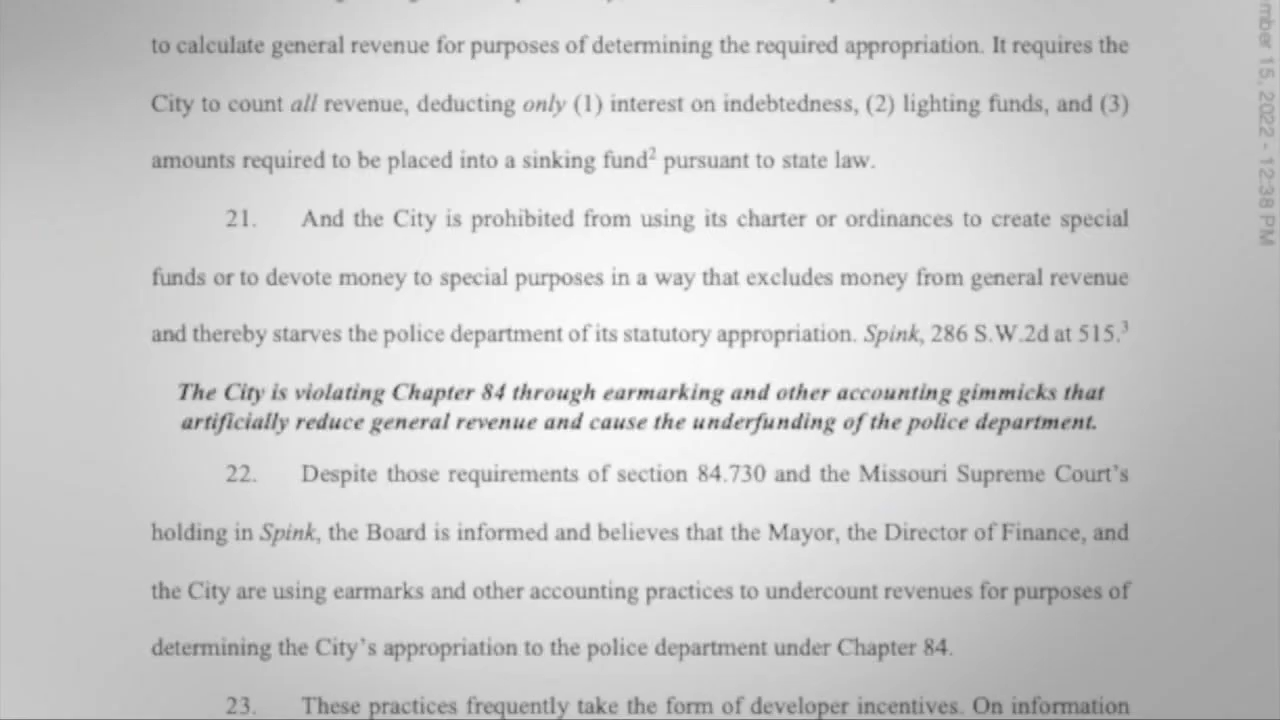 to calculate general revenue for purposes of determining the required appropriation. It requires the
City to count all revenue, deducting only (1) interest on indebtedness, (2) lighting funds, and (3)
amounts required to be placed into a sinking fund² pursuant to state law.
21. And the City is prohibited from using its charter or ordinances to create special
funds or to devote money to special purposes in a way that excludes money from general revenue
and thereby starves the police department of its statutory appropriation. Spink, 286 S.W.2d at 515.³
The City is violating Chapter 84 through earmarking and other accounting gimmicks that
artificially reduce general revenue and cause the underfunding of the police department.
22. Despite those requirements of section 84.730 and the Missouri Supreme Court's
holding in Spink, the Board is informed and believes that the Mayor, the Director of Finance, and
the City are using earmarks and other accounting practices to undercount revenues for purposes of
determining the City's appropriation to the police department under Chapter 84.
23. These practices frequently take the form of developer incentives. On information
15, 2022 - 12:38 PM